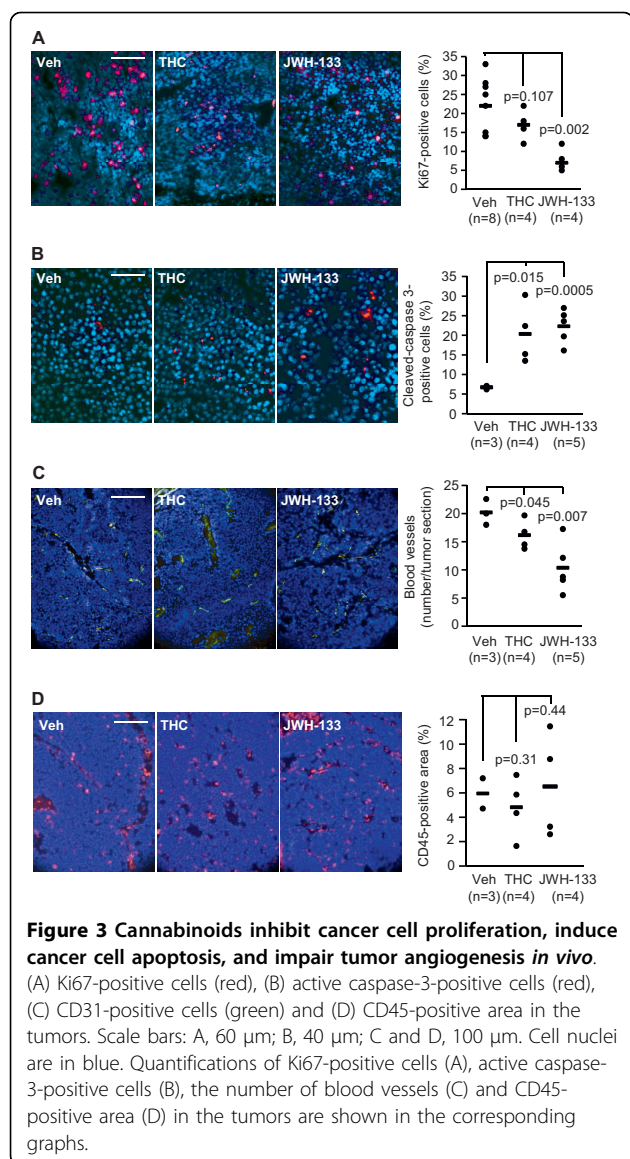 A
Veh
THC
JWH-133
Ki67-positive cells (%)
35
30
25
20
15
10
5
0
p=0.107
p=0.002
Veh THC JWH-133
(n=8) (n=4) (n=4)
B
Veh
THC
JWH-133
Cleaved-caspase 3-
positive cells (%)
35
30
25
20
15
10
5
0
p=0.015
p=0.0005
Veh THC JWH-133
(n=3) (n=4) (n=5)
C
Veh
THC
JWH-133
Blood vessels
(number/tumor section)
25
20
15
10
5
0
p=0.045
p=0.007
Veh THC JWH-133
(n=3) (n=4) (n=5)
D
Veh
THC
JWH-133
CD45-positive area (%)
12
10
8
6
4
2
0
p=0.44
p=0.31
Veh THC JWH-133
(n=3) (n=4) (n=4)
Figure 3 Cannabinoids inhibit cancer cell proliferation, induce
cancer cell apoptosis, and impair tumor angiogenesis in vivo.
(A) Ki67-positive cells (red), (B) active caspase-3-positive cells (red),
(C) CD31-positive cells (green) and (D) CD45-positive area in the
tumors. Scale bars: A, 60 μm; B, 40 μm; C and D, 100 μm. Cell nuclei
are in blue. Quantifications of Ki67-positive cells (A), active caspase-
3-positive cells (B), the number of blood vessels (C) and CD45-
positive area (D) in the tumors are shown in the corresponding
graphs.